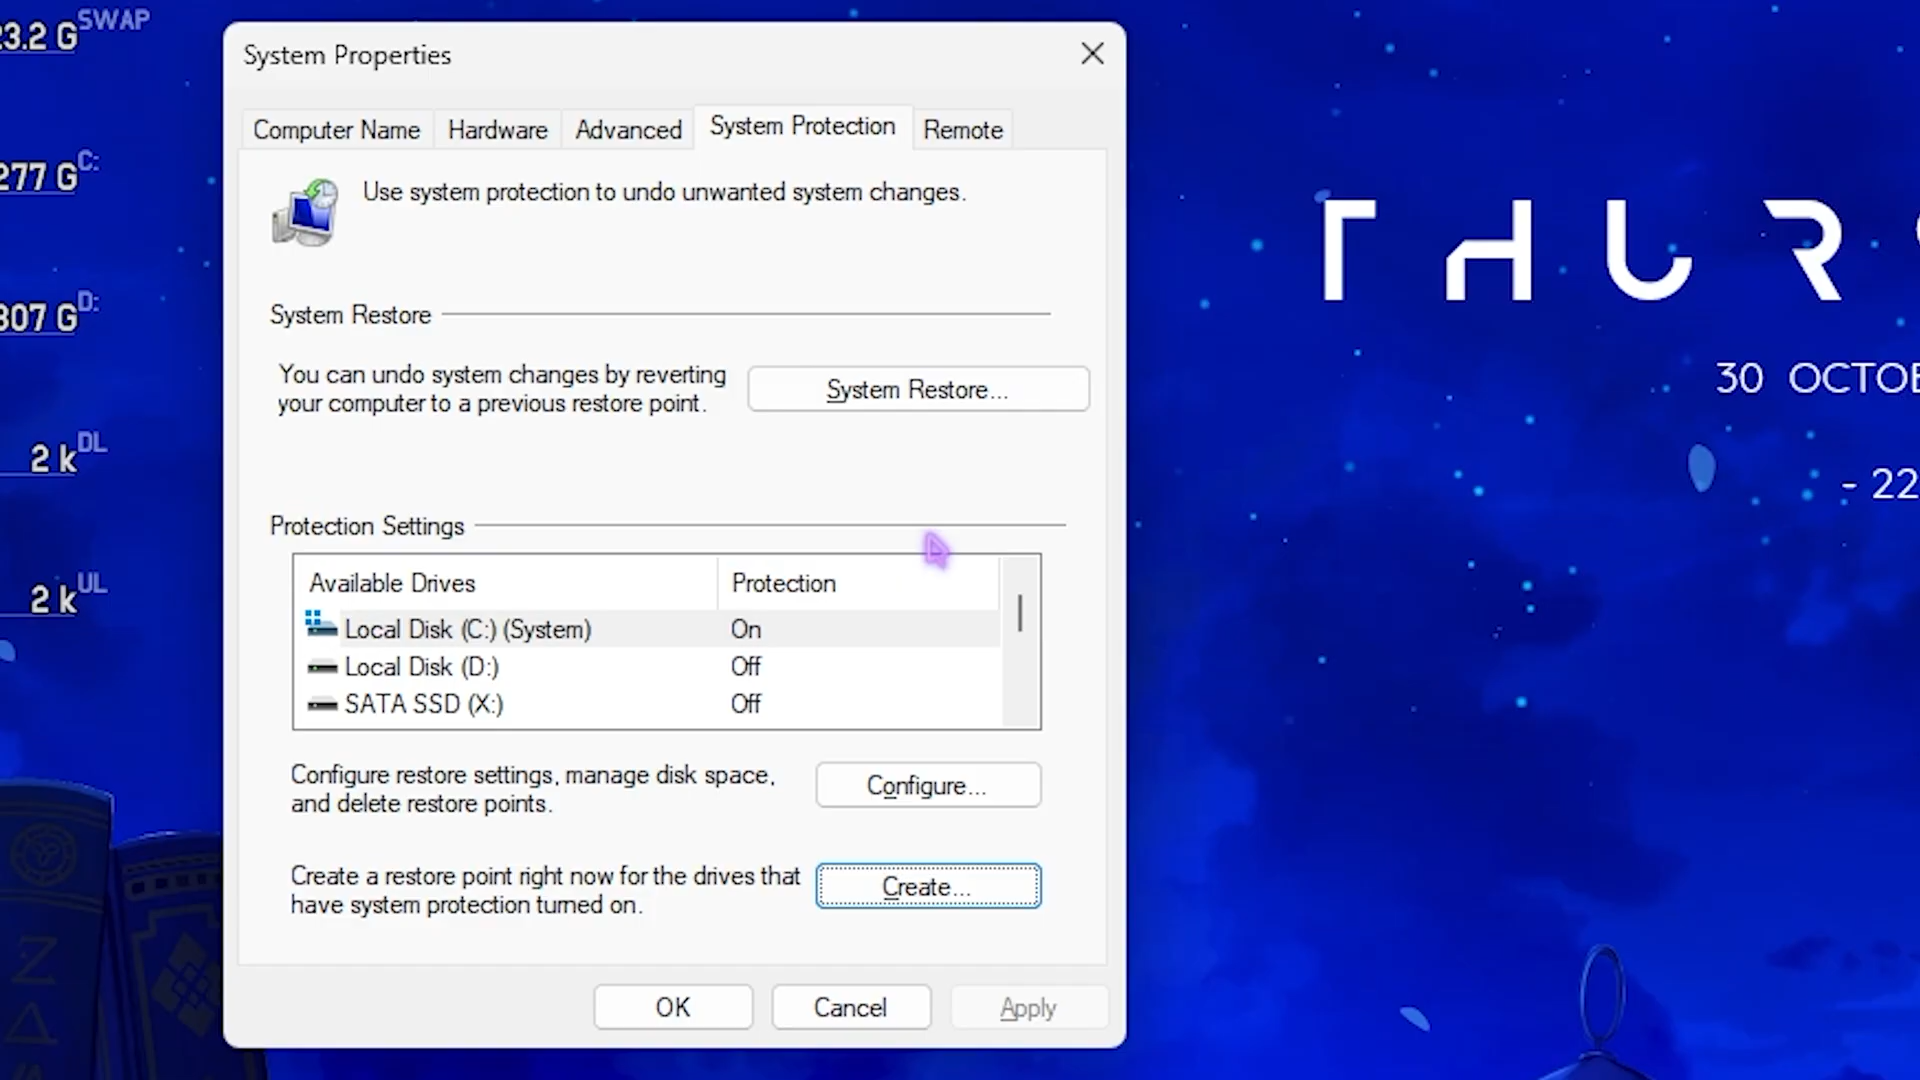 SWAP
23.2 G
System Properties
Computer Name
Hardware
Advanced
System Protection
Remote
C:
277 G
Use system protection to undo unwanted system changes.
THUR
D:
307 G
System Restore
You can undo system changes by reverting
your computer to a previous restore point.
System Restore...
30 OCTOB
DL
2 k
- 22
Protection Settings
Available Drives
Protection
UL
2 k
Local Disk (C:) (System)
On
Local Disk (D:)
Off
SATA SSD (X:)
Off
Configure restore settings, manage disk space,
and delete restore points.
Configure...
Create a restore point right now for the drives that
have system protection turned on.
Create...
OK
Cancel
Apply